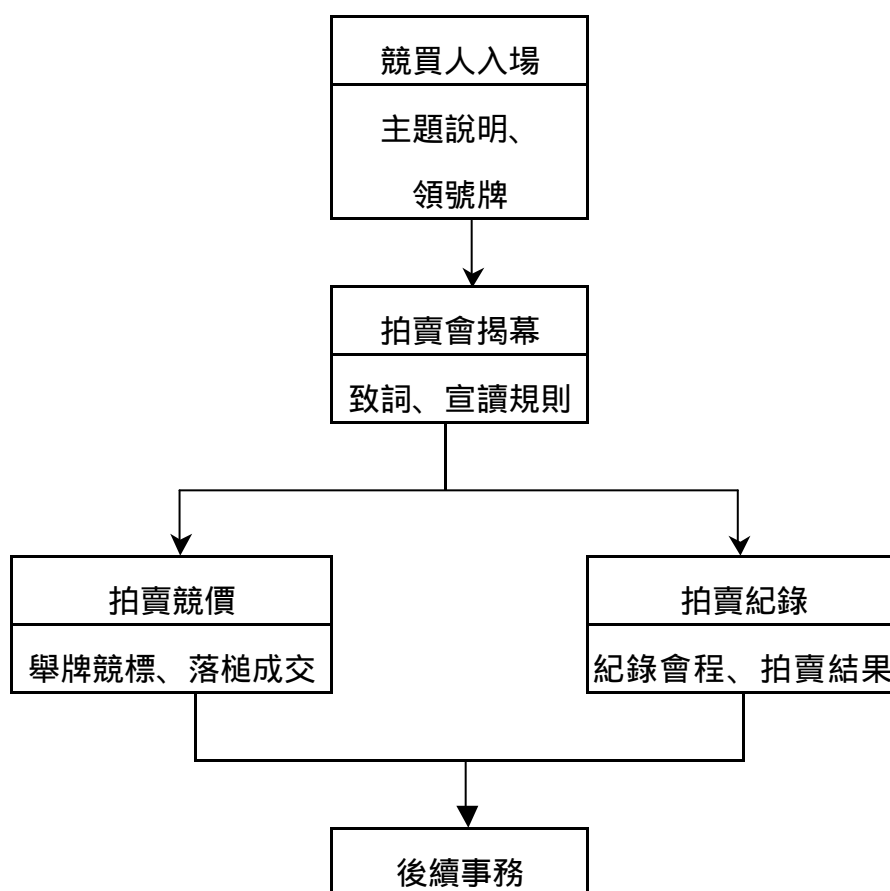 競買人入場
主題說明、
領號牌
拍賣會揭幕
致詞、宣讀規則
拍賣競價
舉牌競標、落槌成交
拍賣紀錄
紀錄會程、拍賣結果
後續事務